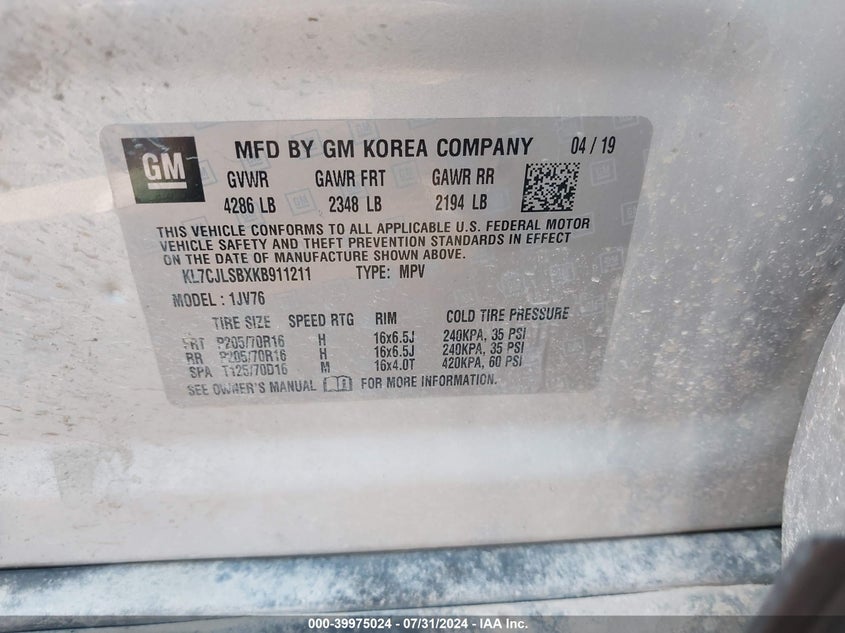 GM MFD BY GM KOREA COMPANY 04 / 19
GVWR GAWR FRT GAWR RR
4286 LB 2348 LB 2194 LB
THIS VEHICLE CONFORMS TO ALL APPLICABLE U.S. FEDERAL MOTOR
VEHICLE SAFETY AND THEFT PREVENTION STANDARDS IN EFFECT
ON THE DATE OF MANUFACTURE SHOWN ABOVE.
KL7CJLSBXKB911211 TYPE: MPV
MODEL : 1JV76
TIRE SIZE SPEED RTG RIM COLD TIRE PRESSURE
FRT P205/70R16 H 16x6.5J 240KPA, 35 PSI
RR P205/70R16 H 16x6.5J 240KPA, 35 PSI
SPA T125/70D16 M 16x4.0T 420KPA, 60 PSI
SEE OWNER'S MANUAL FOR MORE INFORMATION.
000-39975024 - 07/31/2024 - IAA Inc.